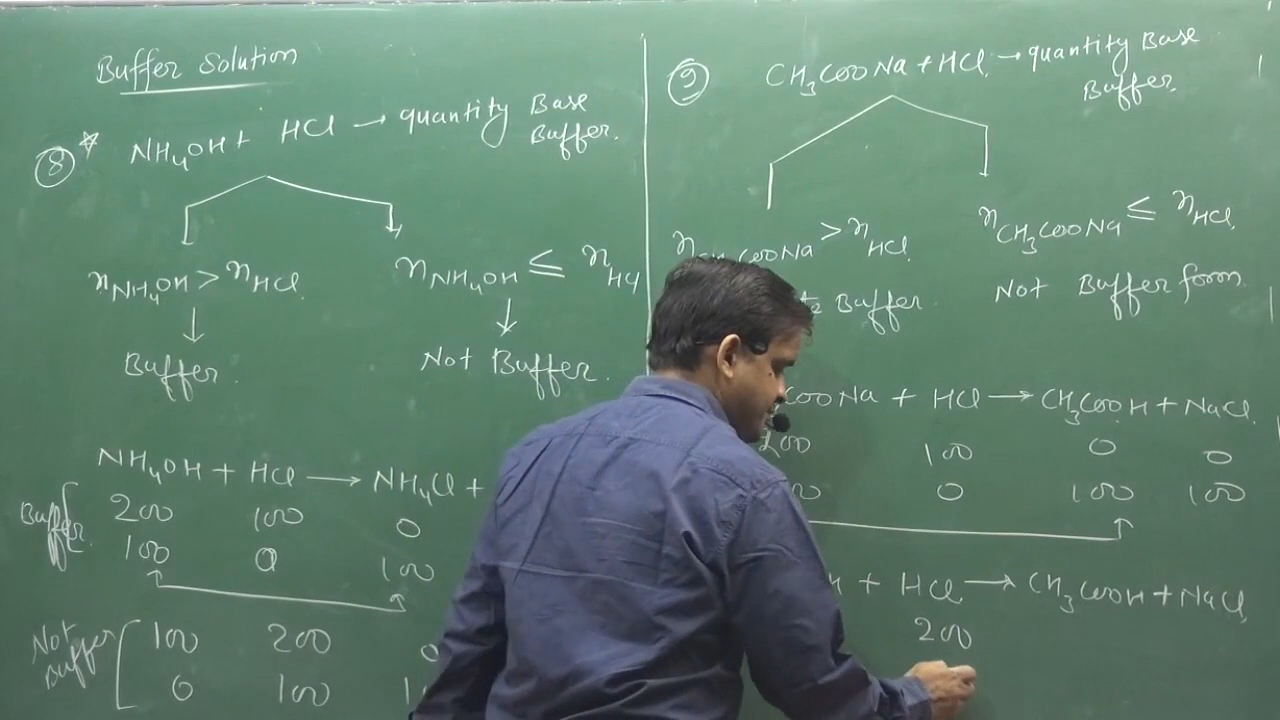 Buffer Solution
⑧ * NH4OH + HCl → quantity Base
Buffer.
nNH4OH > nHCl
nNH4OH ≤ nHCl
↓ ↓
Buffer. Not Buffer.
NH4OH + HCl → NH4Cl +
Buffer. 200 100 0
100 0 100
Not Buffer 100 200 0
0 100
⑨ CH3COONa + HCl → quantity Base
Buffer.
> nHCl.
nCH3COONa ≤ nHCl.
Buffer. Not Buffer form
COONa + HCl → CH3COOH + NaCl.
200 100 0 0
0 100 100
+ HCl → CH3COOH + NaCl,
200